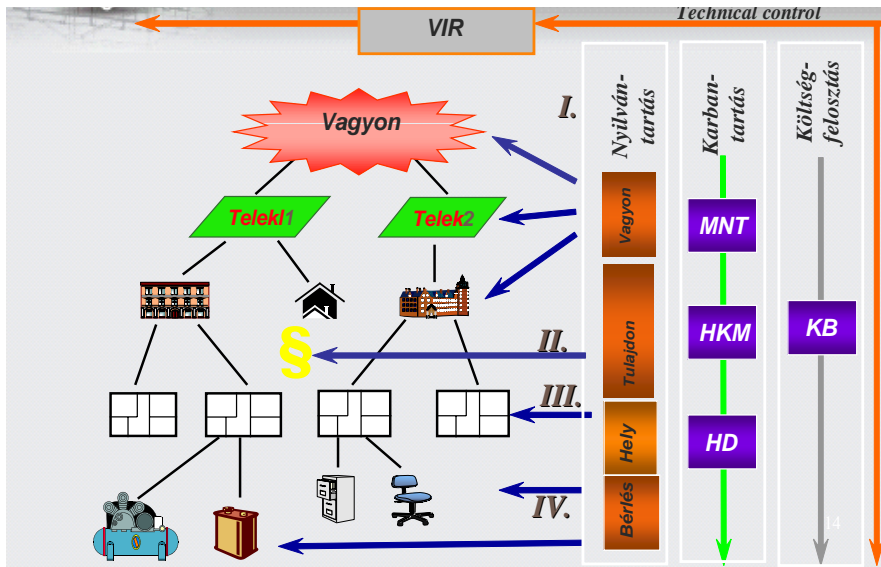 Technical control
VIR
I.
Nyilván-
tartás
Karban-
tartás
Költség-
felosztás
Vagyon
Telekl1
Telek2
Vagyon
MNT
II.
Tulajdon
HKM
KB
§
III.
Hely
HD
IV.
Bérlés
14